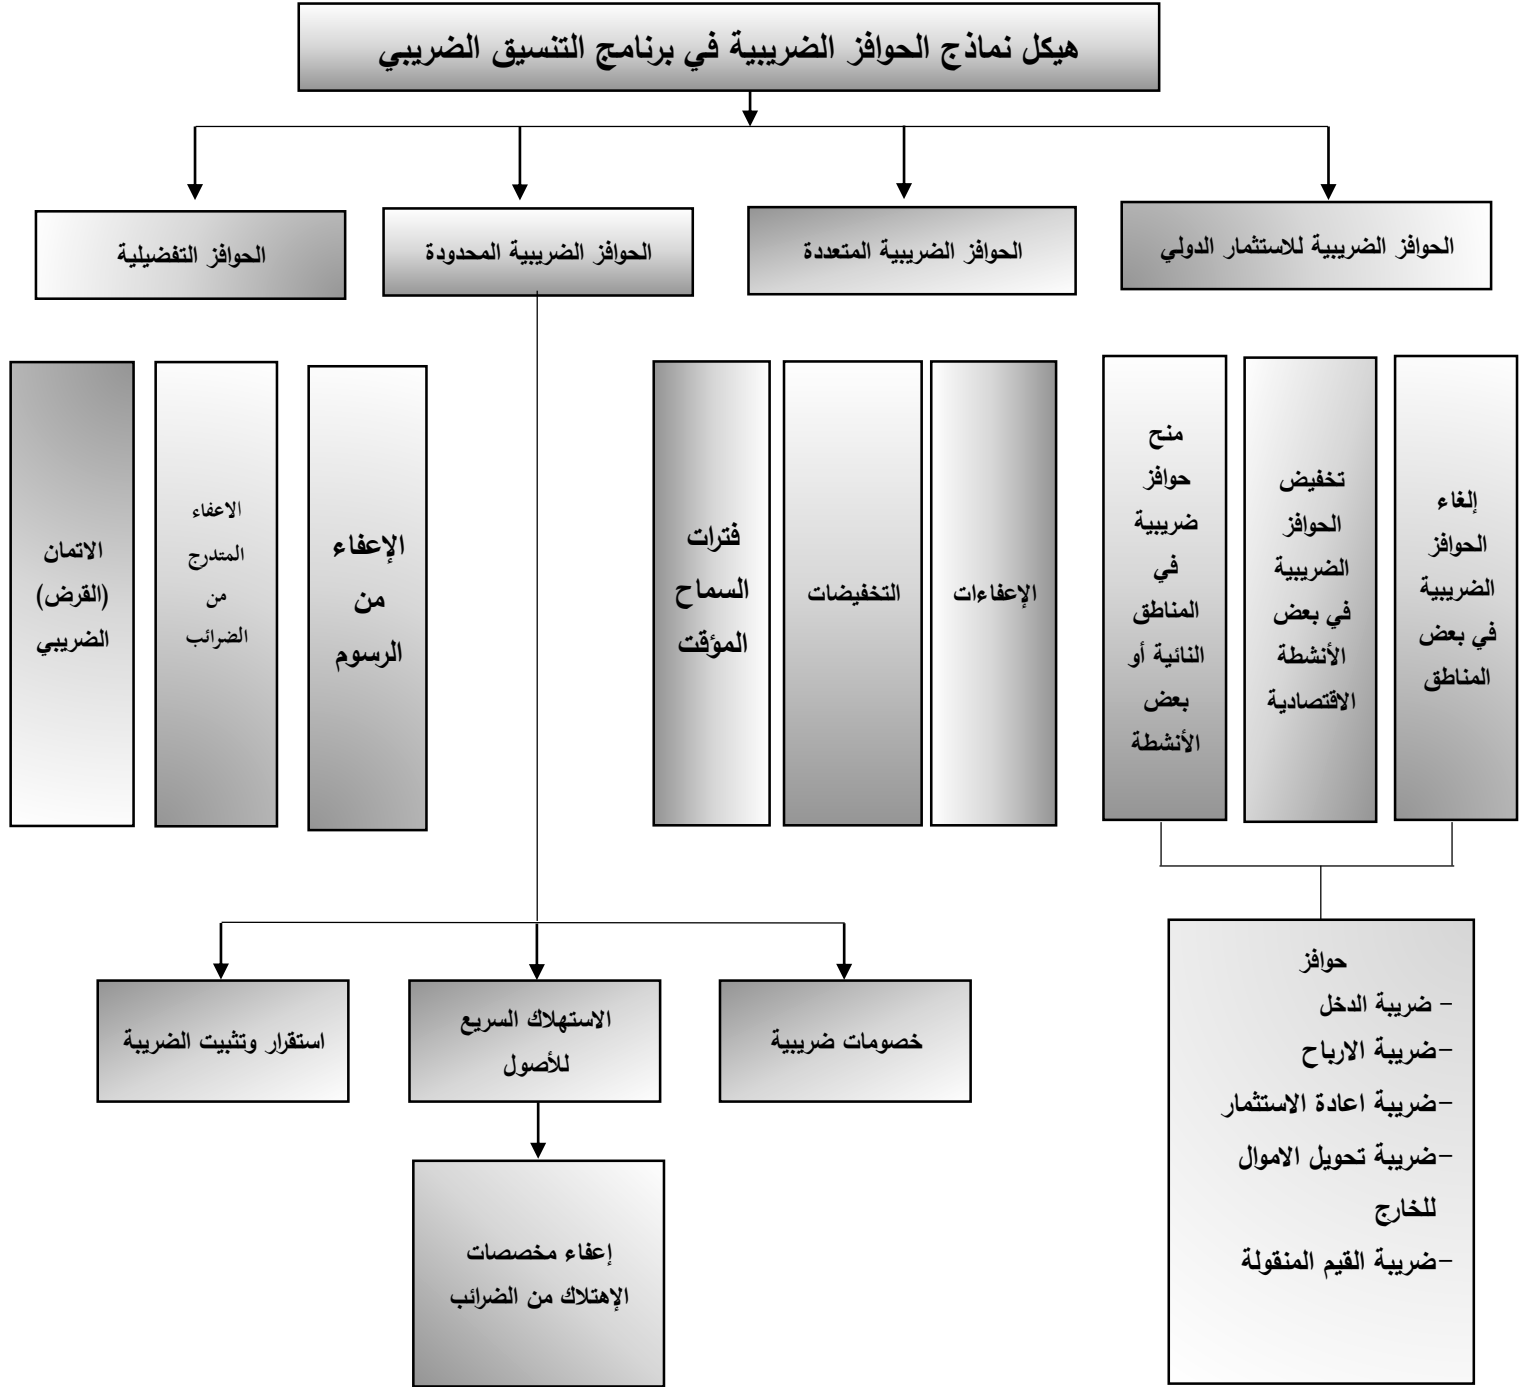 هيكل نماذج الحوافز الضريبية في برنامج التنسيق الضريبي
الحوافز الضريبية للاستثمار الدولي
الحوافز الضريبية المتعددة
الحوافز الضريبية المحدودة
الحوافز التفضيلية
إلغاء
الحوافز
الضريبية
في بعض
المناطق
تخفيض
الحوافز
الضريبية
في بعض
الأنشطة
الاقتصادية
منح
حوافز
ضريبية
في
المناطق
النائية أو
بعض
الأنشطة
الإعفاءات
التخفيضات
فترات
السماح
المؤقت
الإعفاء
من
الرسوم
الاعفاء
المتدرج
من
الضرائب
الاتمان
(القرض)
الضريبي
حوافز
- ضريبة الدخل
-ضريبة الارباح
-ضريبة اعادة الاستثمار
-ضريبة تحويل الاموال
للخارج
-ضريبة القيم المنقولة
خصومات ضريبية
الاستهلاك السريع
للأصول
استقرار وتثبيت الضريبة
إعفاء مخصصات
الإهتلاك من الضرائب